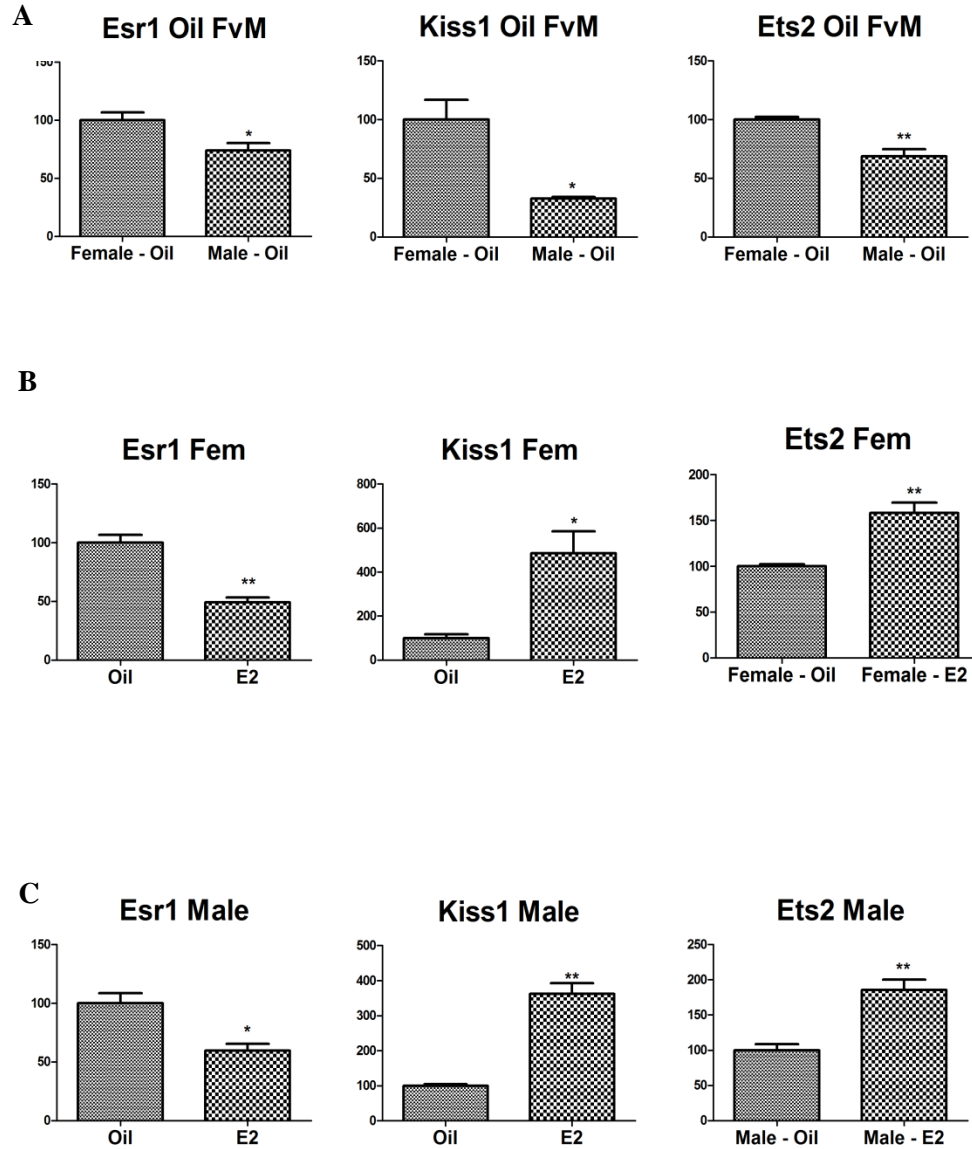 A
Esr1 Oil FvM
Kiss1 Oil FvM
Ets2 Oil FvM
150
100
50
0
*
Female - Oil
Male - Oil
150
100
50
0
*
Female - Oil
Male - Oil
150
100
50
0
**
Female - Oil
Male - Oil
B
Esr1 Fem
Kiss1 Fem
Ets2 Fem
150
100
50
0
**
Oil
E2
800
600
400
200
0
*
Oil
E2
200
150
100
50
0
**
Female - Oil
Female - E2
C
Esr1 Male
Kiss1 Male
Ets2 Male
150
100
50
0
*
Oil
E2
500
400
300
200
100
0
**
Oil
E2
250
200
150
100
50
0
**
Male - Oil
Male - E2